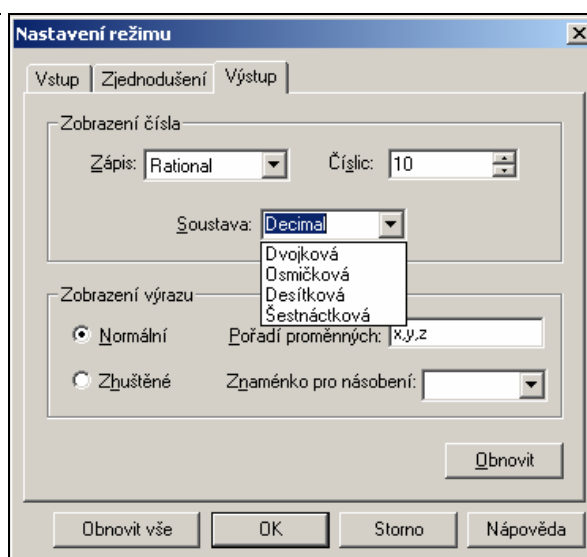 Nastavení režimu
Vstup Zjednodušení Výstup
Zobrazení čísla
Zápis: Rational Číslic: 10
Soustava: Decimal
Dvojková
Osmičková
Desítková
Šestnáctková
Zobrazení výrazu
Normální Pořadí proměnných: x,y,z
Zhuštěné Znaménko pro násobení:
Obnovit
Obnovit vše OK Storno Nápověda